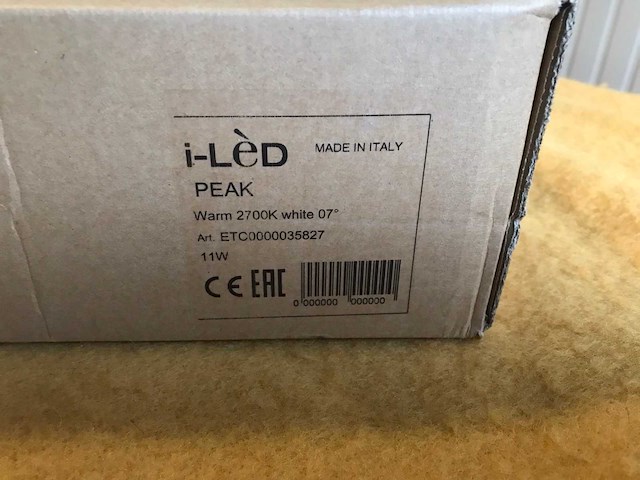 i-LèD MADE IN ITALY
PEAK
Warm 2700K white 07°
Art. ETC0000035827
11W
CE EAC
0 000000 000000